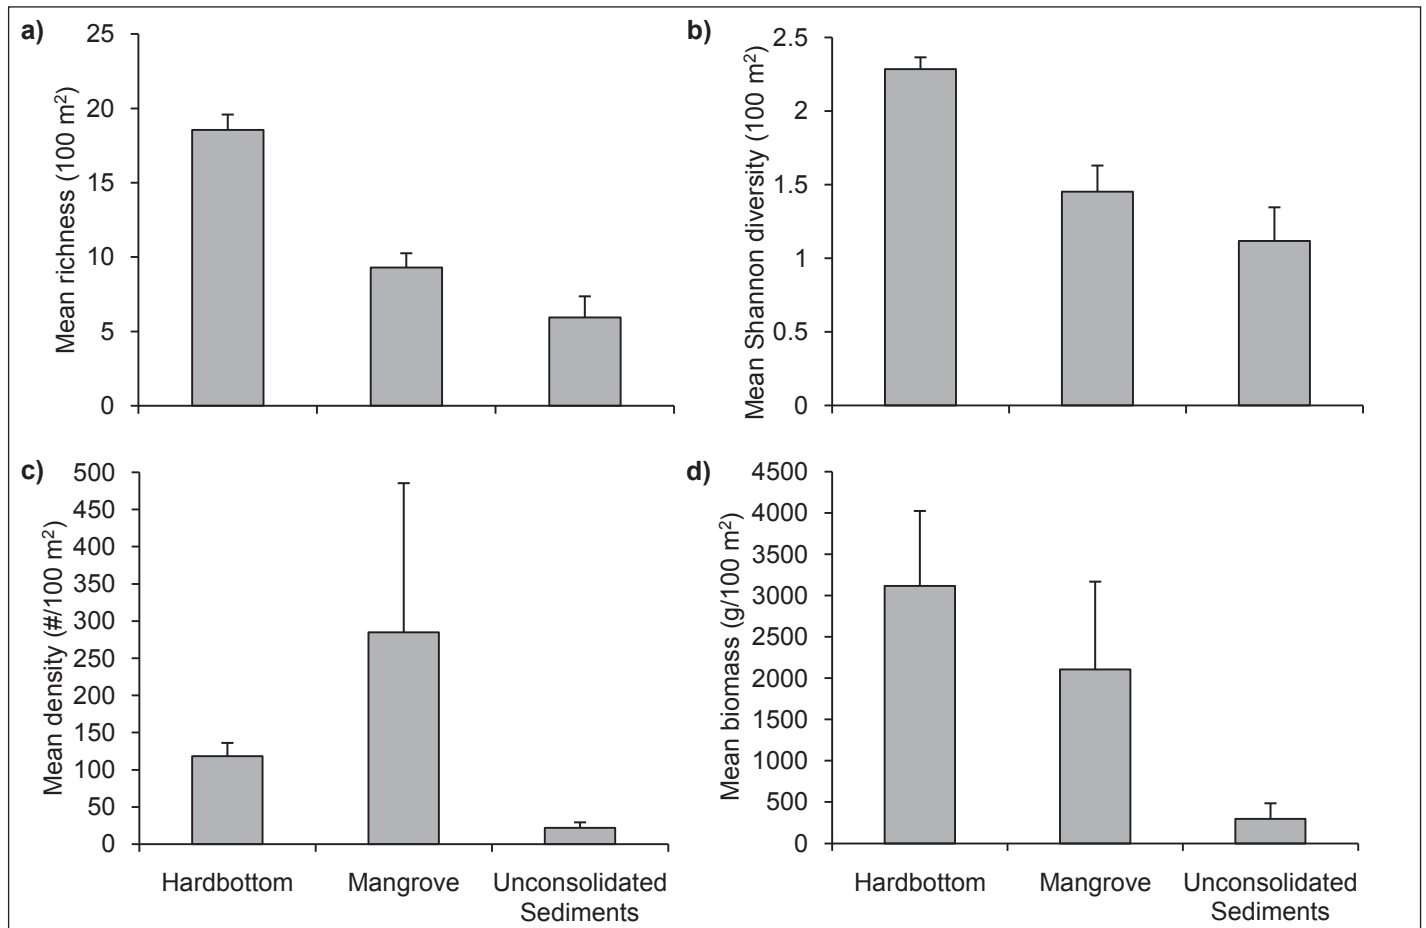 a)
Mean richness (100 m²)
25
20
15
10
5
0
b)
Mean Shannon diversity (100 m²)
2.5
2
1.5
1
0.5
0
c)
Mean density (#/100 m²)
500
450
400
350
300
250
200
150
100
50
0
Hardbottom
Mangrove
Unconsolidated
Sediments
d)
Mean biomass (g/100 m²)
4500
4000
3500
3000
2500
2000
1500
1000
500
0
Hardbottom
Mangrove
Unconsolidated
Sediments